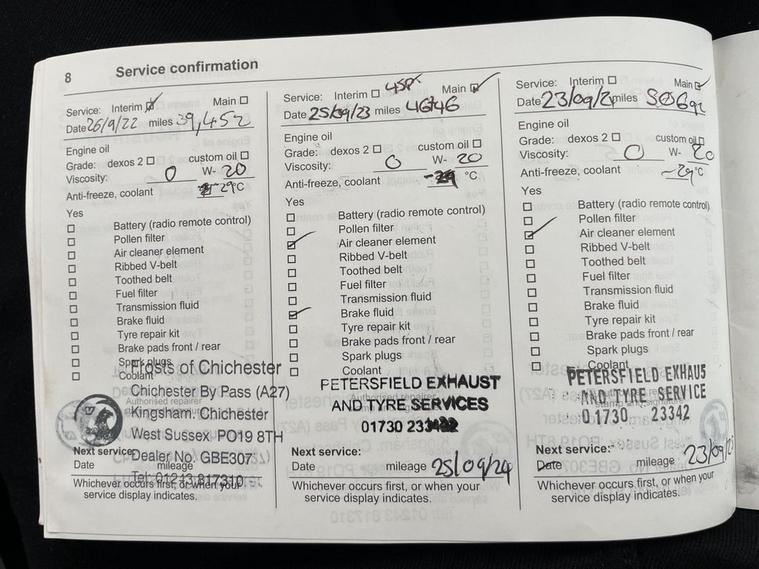 8 Service confirmation
Service: Interim ☑ Main ☐
Date 26/9/22 miles 39,452
Engine oil
Grade: dexos 2 ☐ custom oil ☐
Viscosity: 0 W- 20
Anti-freeze, coolant -29°C
Yes
☐ Battery (radio remote control)
☐ Pollen filter
☐ Air cleaner element
☐ Ribbed V-belt
☐ Toothed belt
☐ Fuel filter
☐ Transmission fluid
☐ Brake fluid
☐ Tyre repair kit
☐ Brake pads front / rear
☐ Spark plugs
☐ Coolant
Frosts of Chichester
Chichester By Pass (A27)
Authorised repairer
Kingsham. Chichester
West Sussex PO19 8TH
Dealer No. GBE307
Tel: 01243 817310
Next service:
Date mileage
Whichever occurs first, or when your
service display indicates.
Service: Interim ☐ Main ☑
Date 25/09/23 miles
Engine oil
Grade: dexos 2 ☐ custom oil ☐
Viscosity: 0 W- 20
Anti-freeze, coolant °C
Yes
☐ Battery (radio remote control)
☐ Pollen filter
☑ Air cleaner element
☐ Ribbed V-belt
☐ Toothed belt
☐ Fuel filter
☐ Transmission fluid
☑ Brake fluid
☐ Tyre repair kit
☐ Brake pads front / rear
☐ Spark plugs
☐ Coolant
PETERSFIELD EXHAUST
AND TYRE SERVICES
01730
Next service:
Date mileage 25/09/24
Whichever occurs first, or when your
service display indicates.
Service: Interim ☐ Main ☑
Date miles
Engine oil
Grade: dexos 2 ☐ custom oil ☐
Viscosity: 0 W- 20
Anti-freeze, coolant -29°C
Yes
☐ Battery (radio remote control)
☐ Pollen filter
☑ Air cleaner element
☐ Ribbed V-belt
☐ Toothed belt
☐ Fuel filter
☐ Transmission fluid
☐ Brake fluid
☐ Tyre repair kit
☐ Brake pads front / rear
☐ Spark plugs
☐ Coolant
PETERSFIELD EXHAUS
AND TYRE SERVICE
01730 23342
Next service:
Date mileage
Whichever occurs first, or when your
service display indicates.